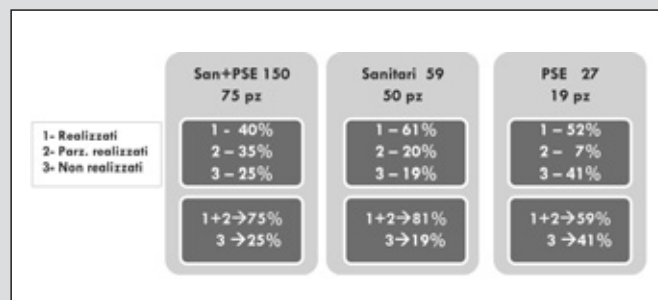 1- Realizzati
2- Parz. realizzati
3- Non realizzati
San+PSE 150
75 pz
1 - 40%
2 – 35%
3 – 25%
1+2→75%
3 →25%
Sanitari 59
50 pz
1 – 61%
2 – 20%
3 – 19%
1+2→81%
3→19%
PSE 27
19 pz
1 – 52%
2 – 7%
3 – 41%
1+2→59%
3 →41%